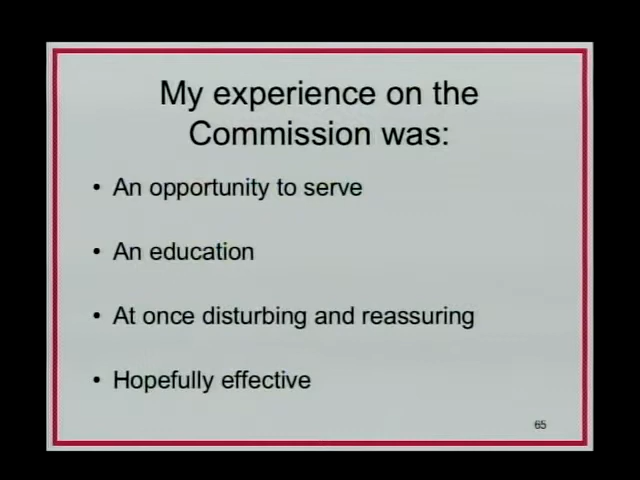 My experience on the
Commission was:
• An opportunity to serve
• An education
• At once disturbing and reassuring
• Hopefully effective
65